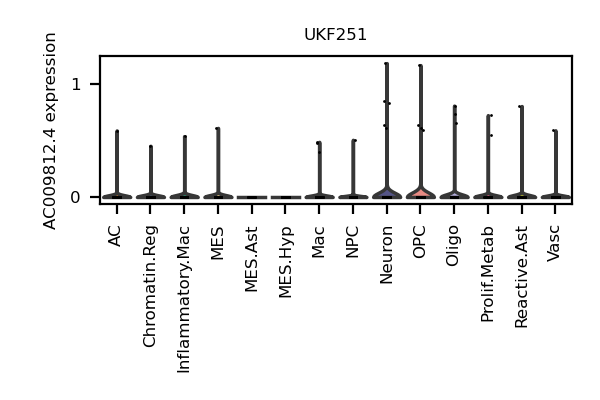 UKF251
AC009812.4 expression
1
0
AC
Chromatin.Reg
Inflammatory.Mac
MES
MES.Ast
MES.Hyp
Mac
NPC
Neuron
OPC
Oligo
Prolif.Metab
Reactive.Ast
Vasc